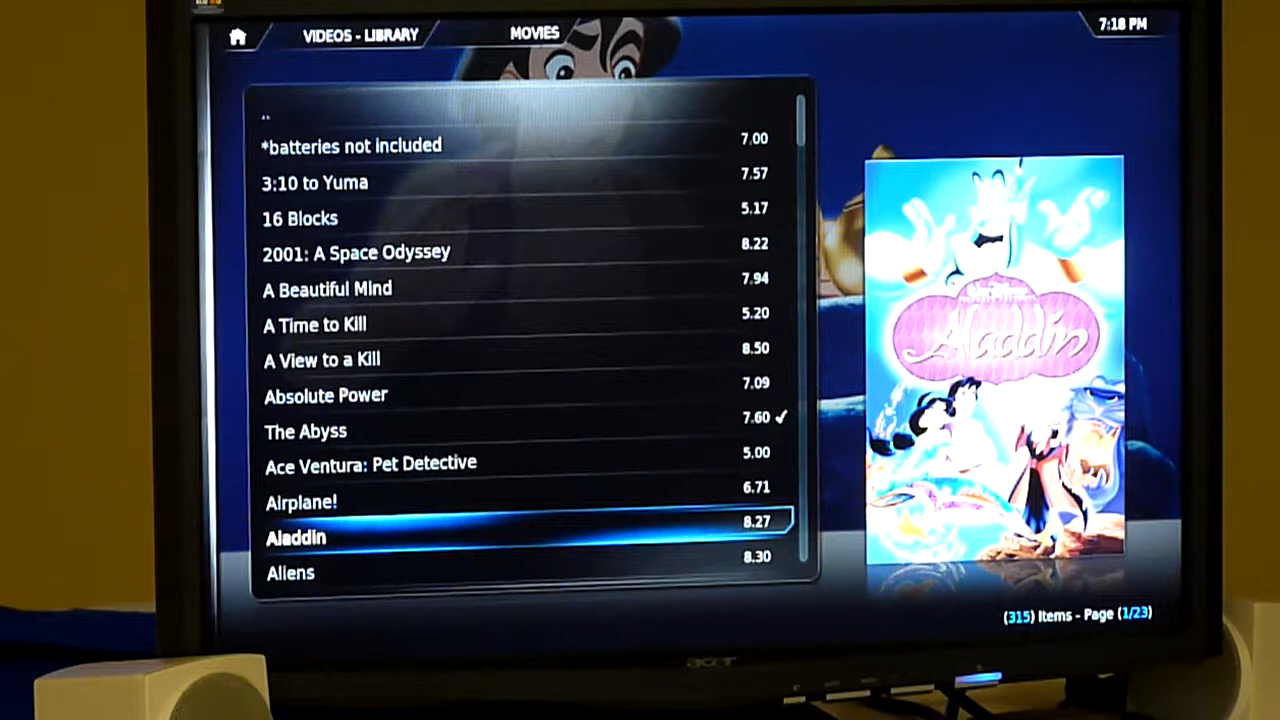 VIDEOS - LIBRARY
MOVIES
7:18 PM
..
*batteries not included 7.00
3:10 to Yuma 7.57
16 Blocks 5.17
2001: A Space Odyssey 8.22
A Beautiful Mind 7.94
A Time to Kill 5.20
A View to a Kill 8.50
Absolute Power 7.09
The Abyss 7.60 ✓
Ace Ventura: Pet Detective 5.00
Airplane! 6.71
Aladdin 8.27
Aliens 8.30
Aladdin
(315) Items - Page (1/23)
acer